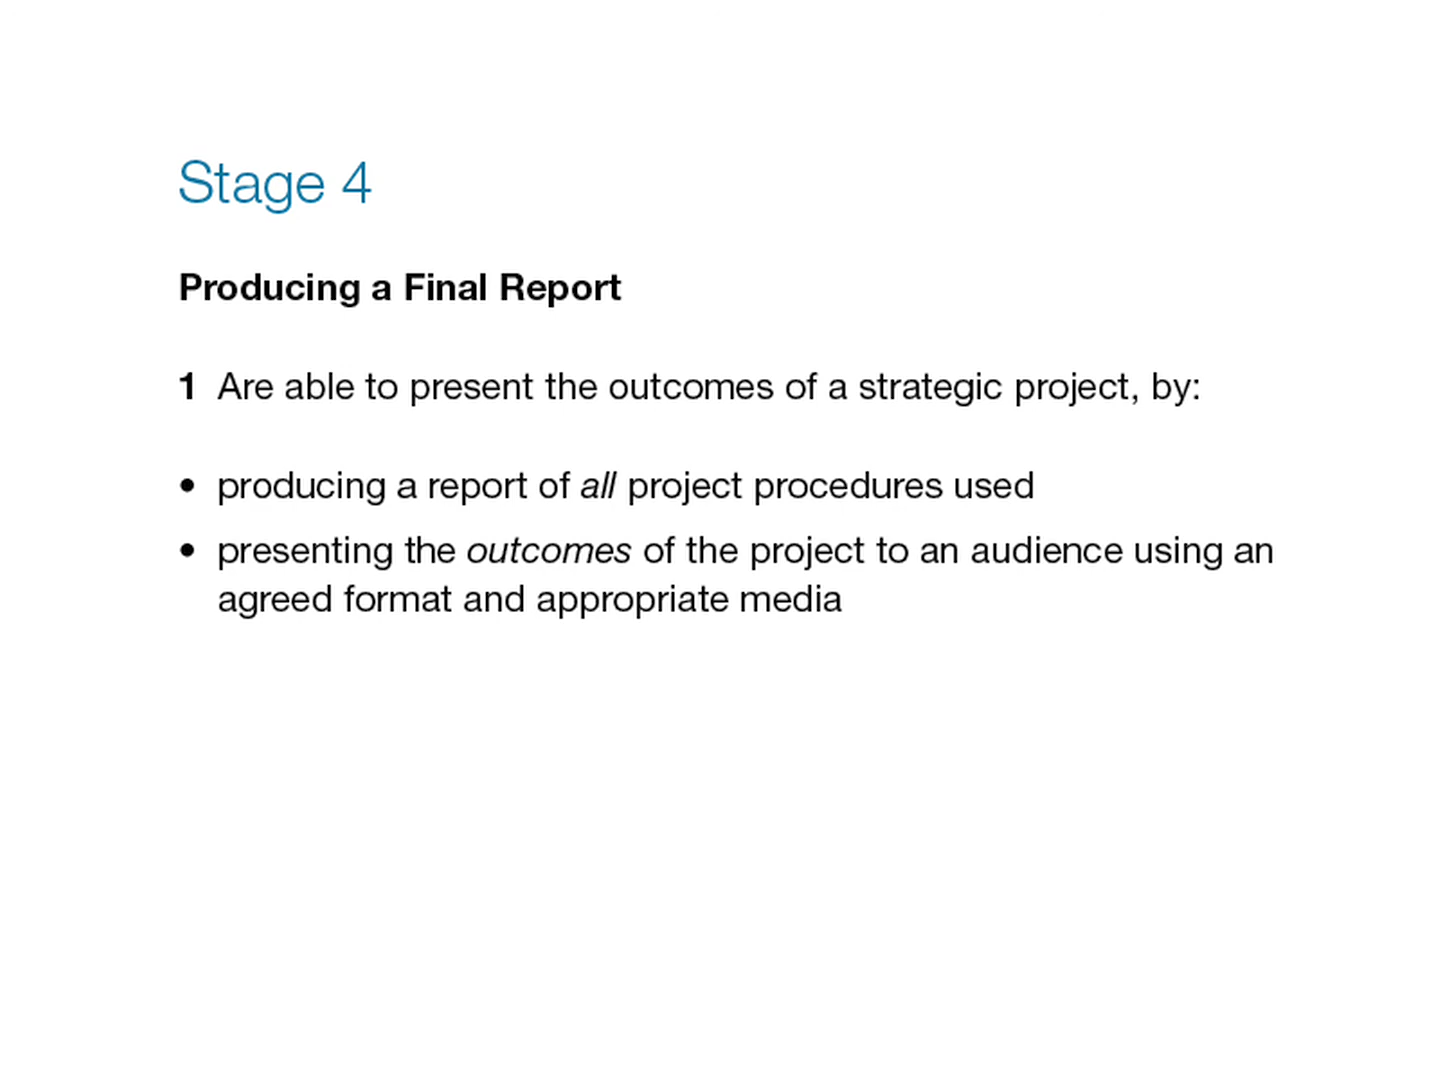 Stage 4
Producing a Final Report
1 Are able to present the outcomes of a strategic project, by:
• producing a report of all project procedures used
• presenting the outcomes of the project to an audience using an
agreed format and appropriate media